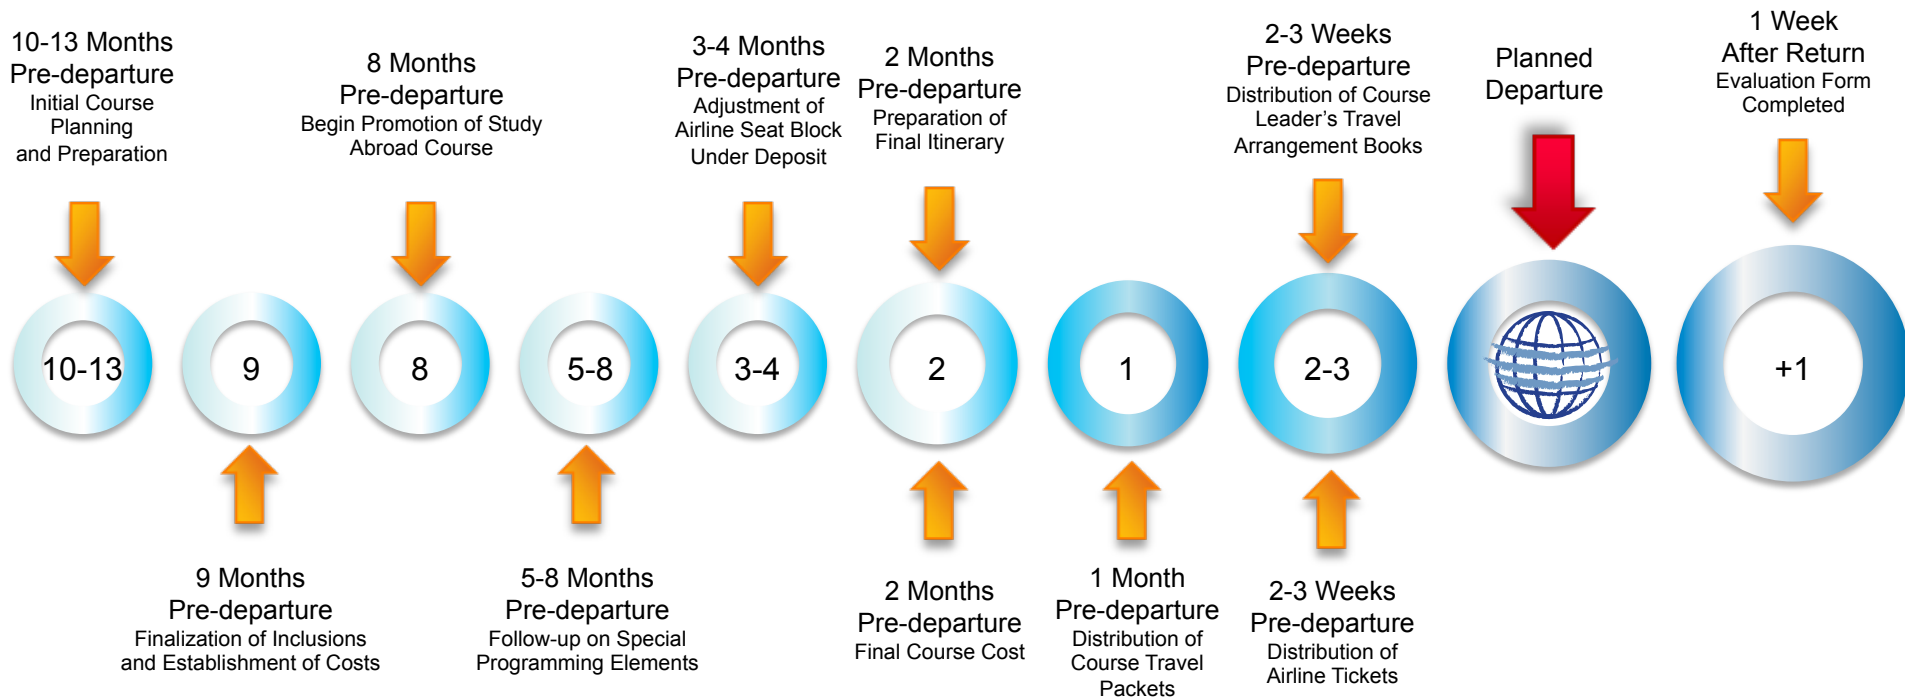 10-13 Months
Pre-departure
Initial Course
Planning
and Preparation
8 Months
Pre-departure
Begin Promotion of Study
Abroad Course
3-4 Months
Pre-departure
Adjustment of
Airline Seat Block
Under Deposit
2 Months
Pre-departure
Preparation of
Final Itinerary
2-3 Weeks
Pre-departure
Distribution of Course
Leader's Travel
Arrangement Books
Planned
Departure
1 Week
After Return
Evaluation Form
Completed
10-13
9
8
5-8
3-4
2
1
2-3
+1
9 Months
Pre-departure
Finalization of Inclusions
and Establishment of Costs
5-8 Months
Pre-departure
Follow-up on Special
Programming Elements
2 Months
Pre-departure
Final Course Cost
1 Month
Pre-departure
Distribution of
Course Travel
Packets
2-3 Weeks
Pre-departure
Distribution of
Airline Tickets